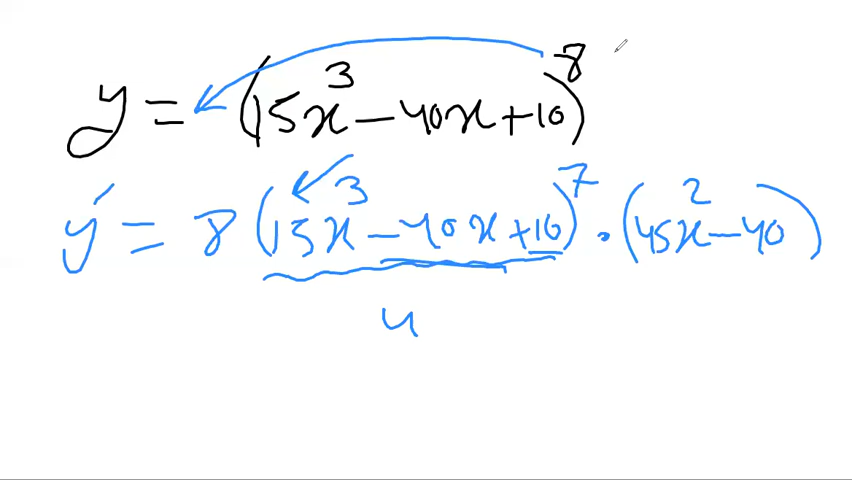 y = (15x³ - 40x + 10)⁸
y' = 8(15x³ - 40x + 10)⁷ · (45x² - 40)
u